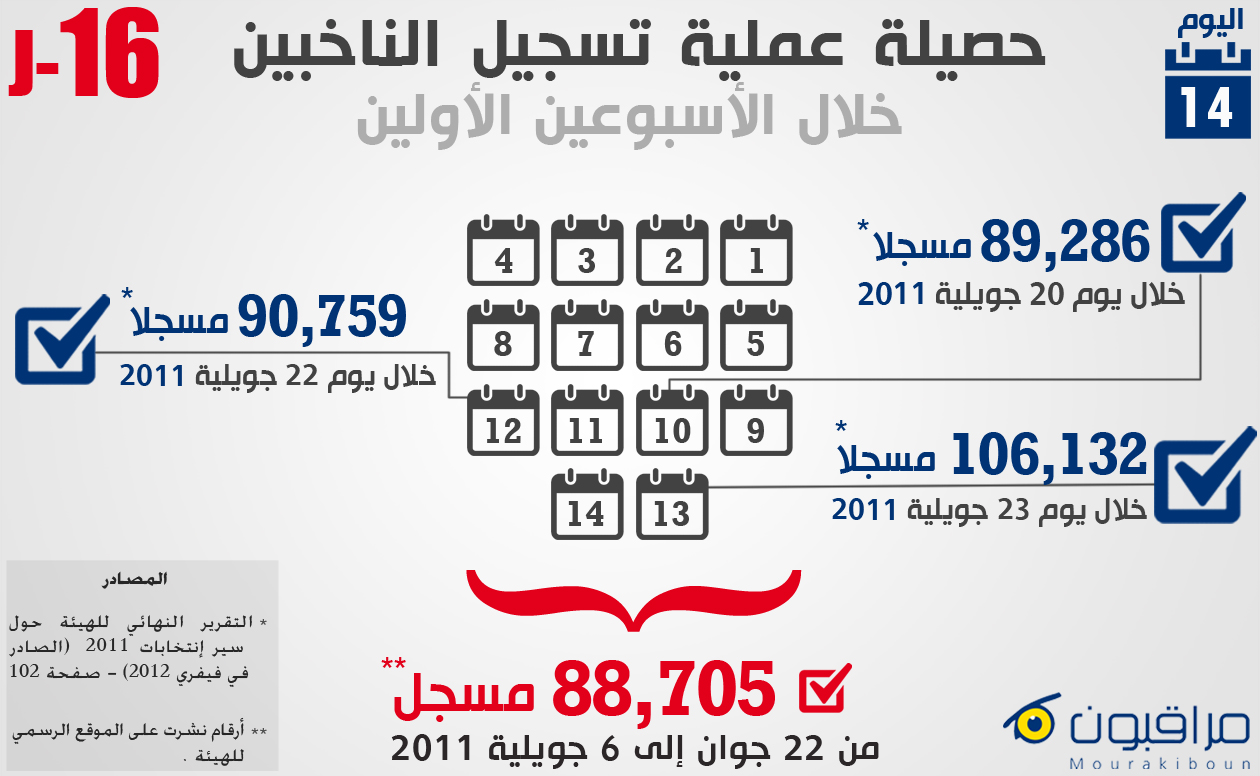 حصيلة عملية تسجيل الناخبين
خلال الأسبوعين الأولين
اليوم
14
J-16
89,286 مسجلا*
خلال يوم 20 جويلية 2011
90,759 مسجلا*
خلال يوم 22 جويلية 2011
106,132 مسجلا*
خلال يوم 23 جويلية 2011
1 2 3 4
5 6 7 8
9 10 11 12
13 14
88,705 مسجل**
من 22 جوان إلى 6 جويلية 2011
المصادر
* التقرير النهائي للهيئة حول
سير إنتخابات 2011 (الصادر
في فيفري 2012) - صفحة 102
** أرقام نشرت على الموقع الرسمي
للهيئة .
مراقبون
Mourakiboun